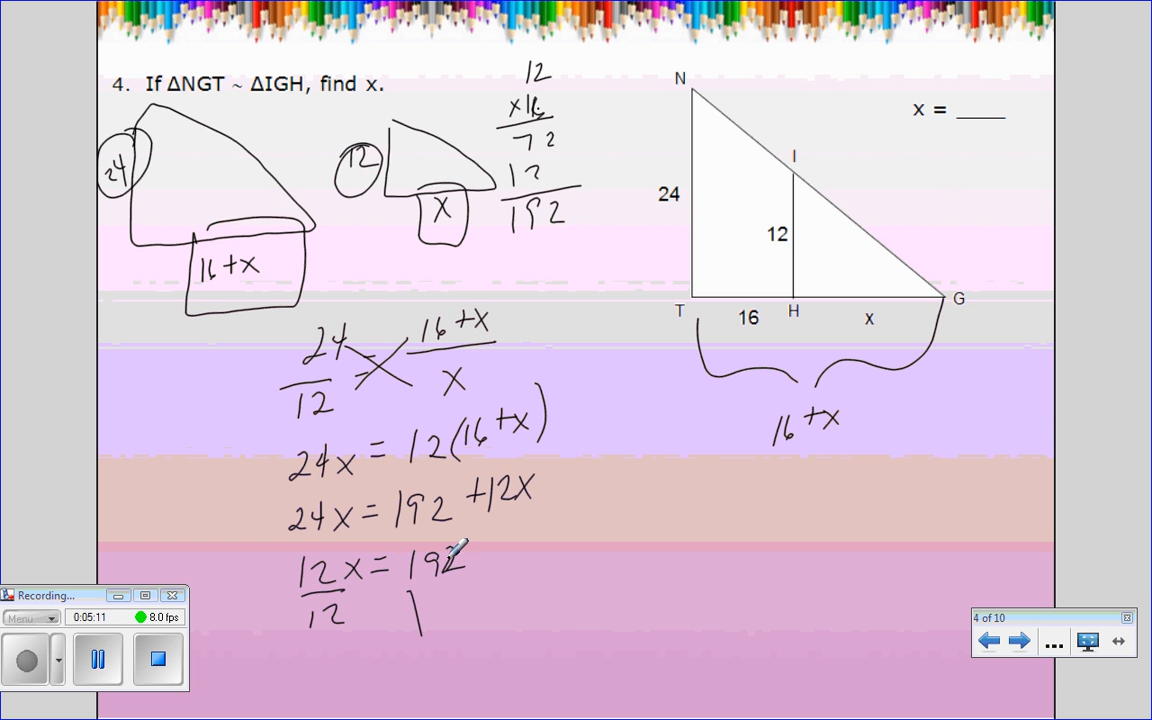 4. If ΔNGT ~ ΔIGH, find x.
24
16+x
12
x
12
x16
72
12
192
N
x = ____
I
24
12
T
16
H
x
G
16+x
24/12 = 16+x/x
24x = 12(16+x)
24x = 192 +12x
12x = 192
12 1
Recording...
Menu
0:05:11
8.0 fps
4 of 10
...